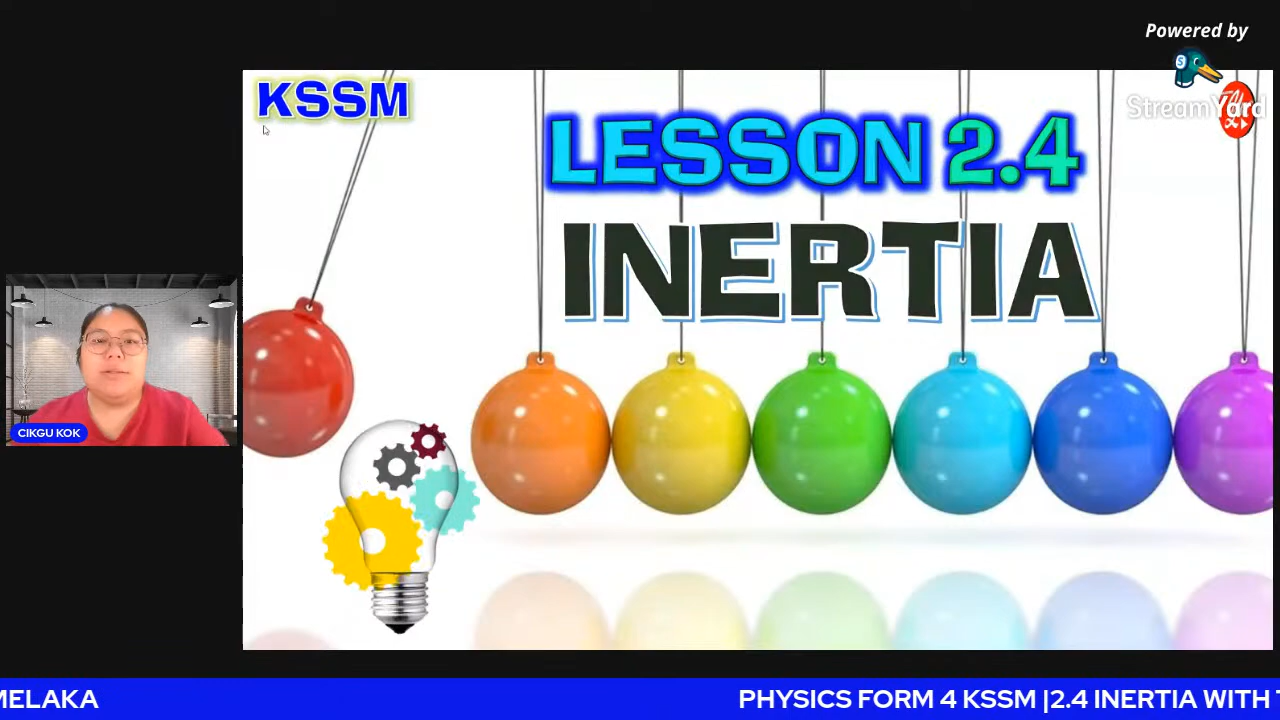 Powered by
StreamYard
KSSM
LESSON 2.4
INERTIA
CIKGU KOK
MELAKA
PHYSICS FORM 4 KSSM |2.4 INERTIA WITH